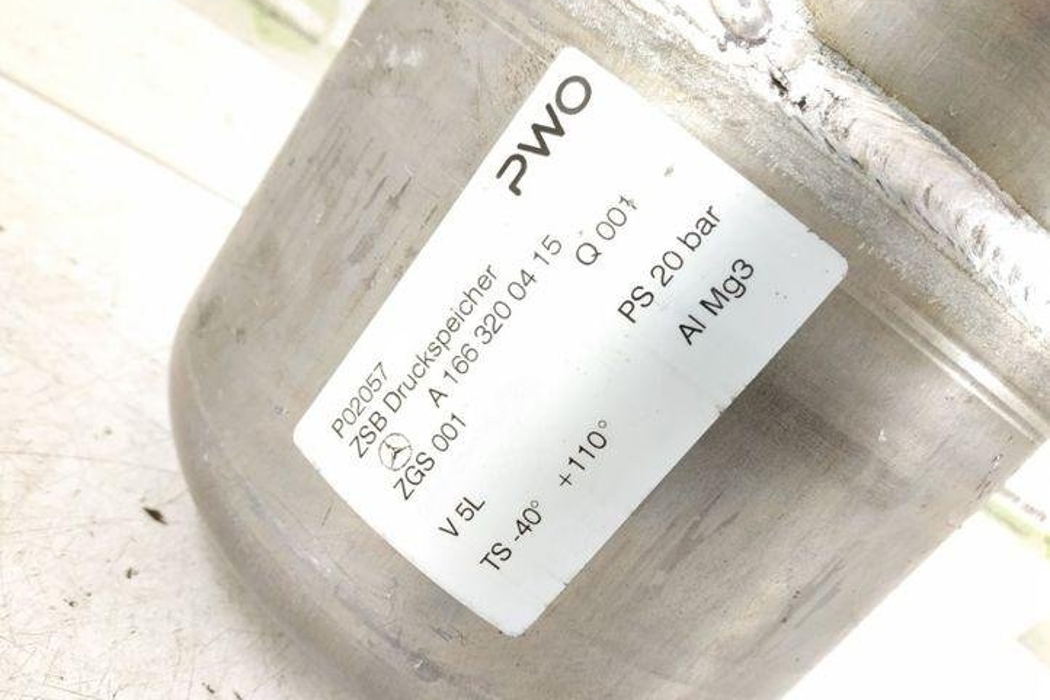 PWO
P02057
ZSB Druckspeicher
A 166 320 04 15
ZGS 001 Q 001
V 5L PS 20 bar
TS -40° +110° Al Mg3